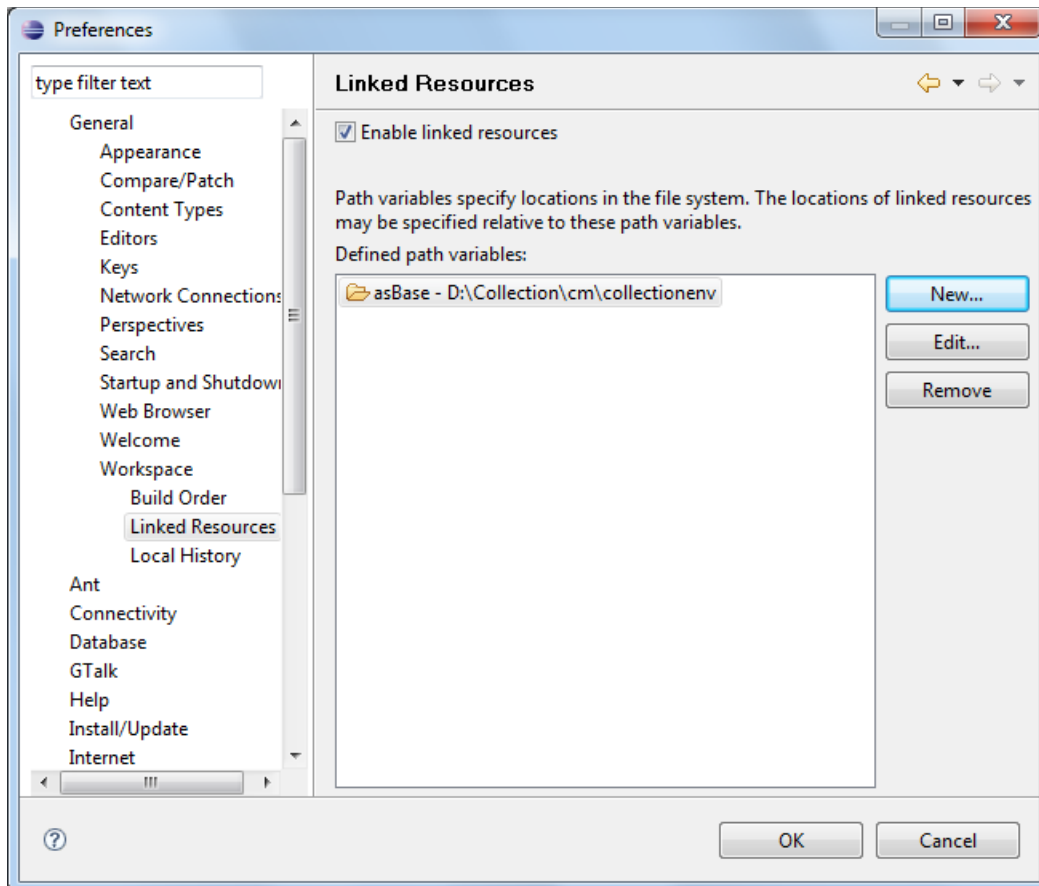 Preferences
type filter text
General
Appearance
Compare/Patch
Content Types
Editors
Keys
Network Connections
Perspectives
Search
Startup and Shutdow
Web Browser
Welcome
Workspace
Build Order
Linked Resources
Local History
Ant
Connectivity
Database
GTalk
Help
Install/Update
Internet
Linked Resources
Enable linked resources
Path variables specify locations in the file system. The locations of linked resources
may be specified relative to these path variables.
Defined path variables:
asBase - D:\Collection\cm\collectionenv
New...
Edit...
Remove
OK
Cancel